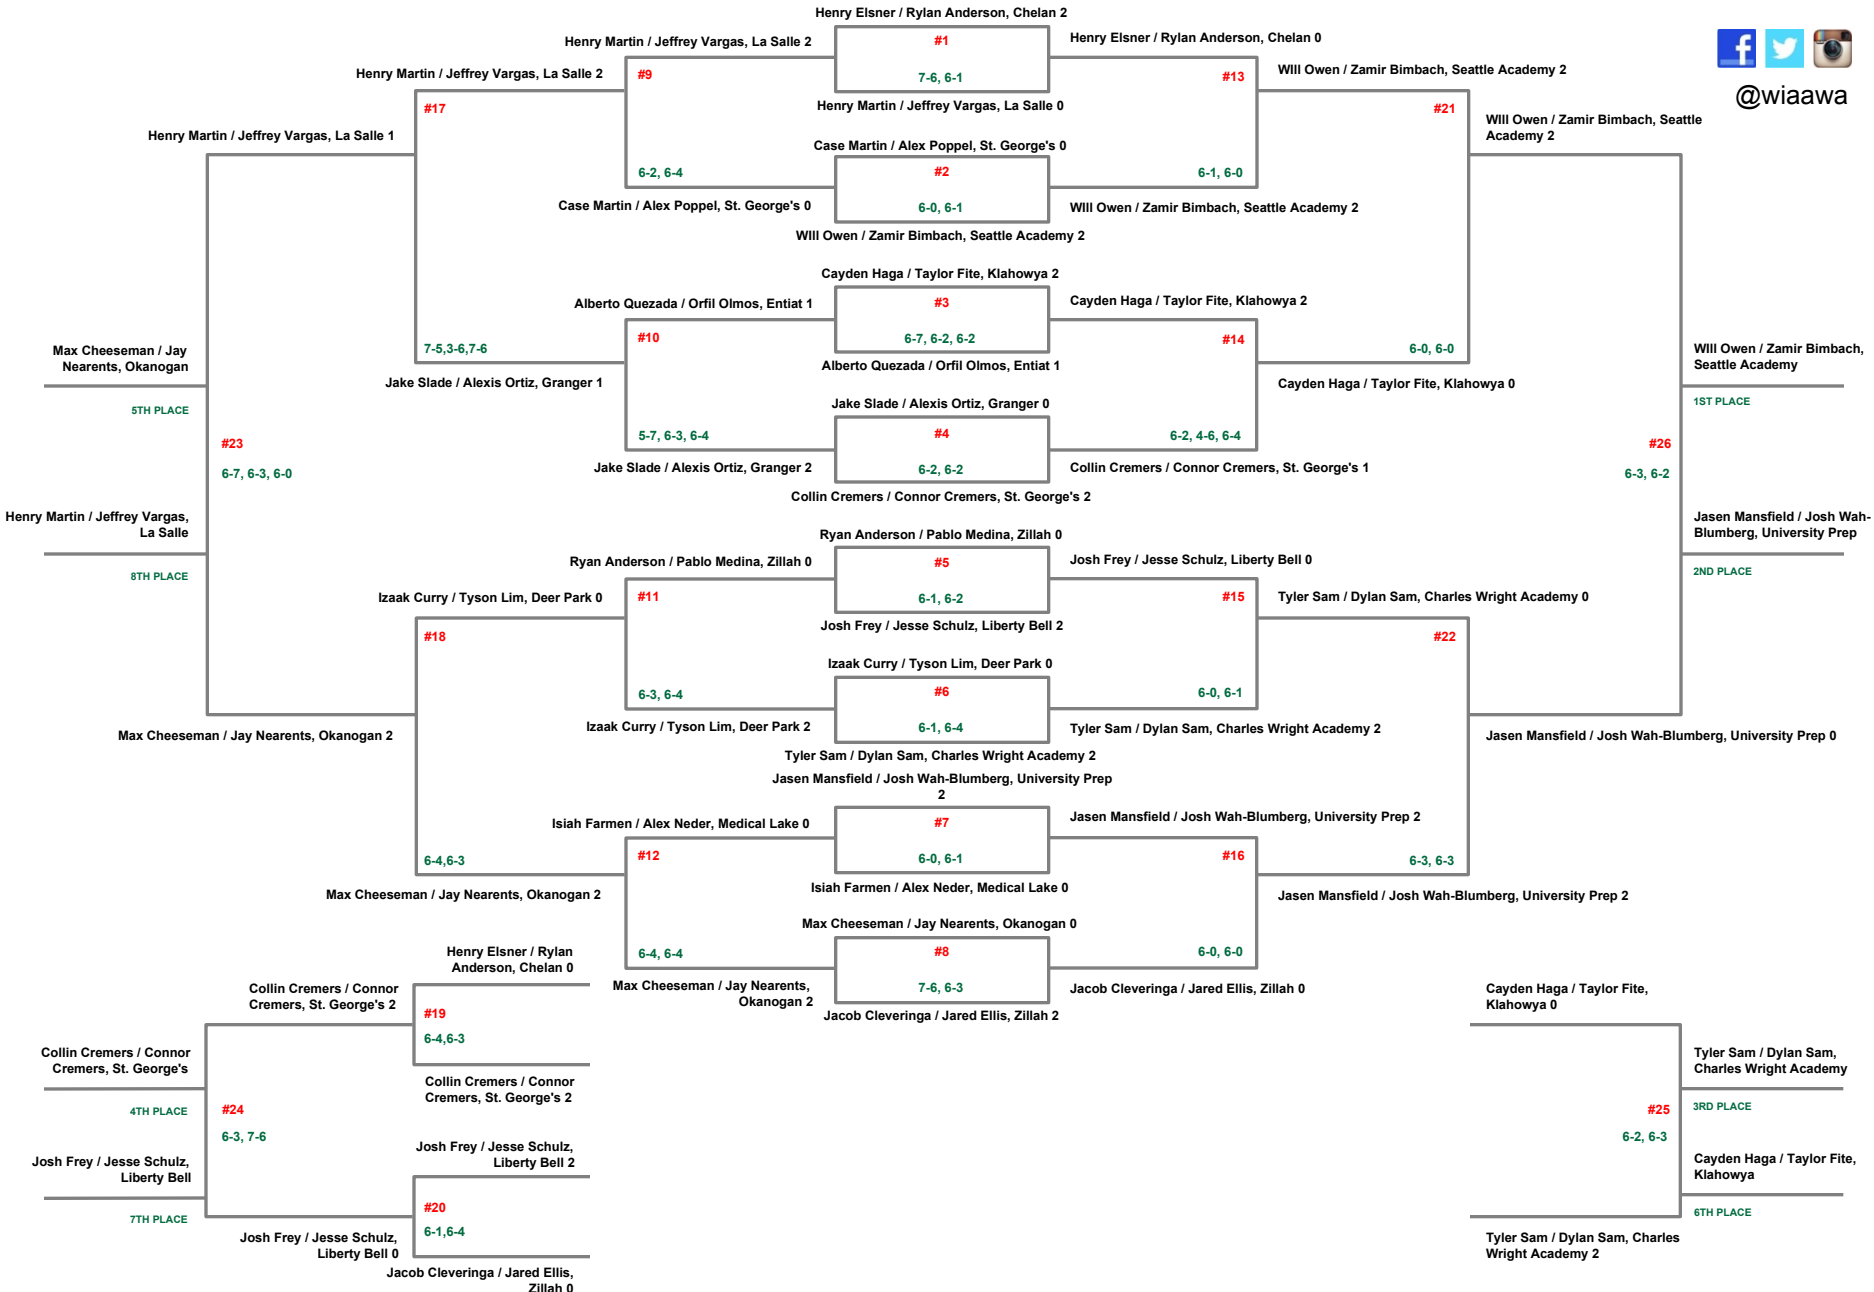 Henry Elsner / Rylan Anderson, Chelan 2
Henry Martin / Jeffrey Vargas, La Salle 2
#1
Henry Elsner / Rylan Anderson, Chelan 0
Henry Martin / Jeffrey Vargas, La Salle 2
#9
7-6, 6-1
#13
WIll Owen / Zamir Bimbach, Seattle Academy 2
@wiaawa
#17
Henry Martin / Jeffrey Vargas, La Salle 0
#21
Henry Martin / Jeffrey Vargas, La Salle 1
WIll Owen / Zamir Bimbach, Seattle
Academy 2
Case Martin / Alex Poppel, St. George's 0
6-2, 6-4
#2
6-1, 6-0
Case Martin / Alex Poppel, St. George's 0
6-0, 6-1
WIll Owen / Zamir Bimbach, Seattle Academy 2
WIll Owen / Zamir Bimbach, Seattle Academy 2
Cayden Haga / Taylor Fite, Klahowya 2
Alberto Quezada / Orfil Olmos, Entiat 1
#3
Cayden Haga / Taylor Fite, Klahowya 2
#10
6-7, 6-2, 6-2
#14
7-5,3-6,7-6
6-0, 6-0
Max Cheeseman / Jay
Nearents, Okanogan
WIll Owen / Zamir Bimbach,
Seattle Academy
Alberto Quezada / Orfil Olmos, Entiat 1
Jake Slade / Alexis Ortiz, Granger 1
Cayden Haga / Taylor Fite, Klahowya 0
5TH PLACE
Jake Slade / Alexis Ortiz, Granger 0
1ST PLACE
#23
5-7, 6-3, 6-4
#4
6-2, 4-6, 6-4
#26
6-7, 6-3, 6-0
Jake Slade / Alexis Ortiz, Granger 2
6-2, 6-2
Collin Cremers / Connor Cremers, St. George's 1
6-3, 6-2
Collin Cremers / Connor Cremers, St. George's 2
Henry Martin / Jeffrey Vargas,
La Salle
Jasen Mansfield / Josh Wah-
Blumberg, University Prep
Ryan Anderson / Pablo Medina, Zillah 0
Ryan Anderson / Pablo Medina, Zillah 0
#5
Josh Frey / Jesse Schulz, Liberty Bell 0
8TH PLACE
2ND PLACE
Izaak Curry / Tyson Lim, Deer Park 0
#11
6-1, 6-2
#15
Tyler Sam / Dylan Sam, Charles Wright Academy 0
Josh Frey / Jesse Schulz, Liberty Bell 2
#18
#22
Izaak Curry / Tyson Lim, Deer Park 0
6-3, 6-4
#6
6-0, 6-1
Izaak Curry / Tyson Lim, Deer Park 2
6-1, 6-4
Tyler Sam / Dylan Sam, Charles Wright Academy 2
Max Cheeseman / Jay Nearents, Okanogan 2
Jasen Mansfield / Josh Wah-Blumberg, University Prep 0
Tyler Sam / Dylan Sam, Charles Wright Academy 2
Jasen Mansfield / Josh Wah-Blumberg, University Prep
2
Isiah Farmen / Alex Neder, Medical Lake 0
#7
Jasen Mansfield / Josh Wah-Blumberg, University Prep 2
6-4,6-3
#12
6-0, 6-1
#16
6-3, 6-3
Max Cheeseman / Jay Nearents, Okanogan 2
Isiah Farmen / Alex Neder, Medical Lake 0
Jasen Mansfield / Josh Wah-Blumberg, University Prep 2
Max Cheeseman / Jay Nearents, Okanogan 0
Henry Elsner / Rylan
Anderson, Chelan 0
6-4, 6-4
#8
6-0, 6-0
Collin Cremers / Connor
Cremers, St. George's 2
Max Cheeseman / Jay Nearents,
Okanogan 2
7-6, 6-3
Jacob Cleveringa / Jared Ellis, Zillah 0
Cayden Haga / Taylor Fite,
Klahowya 0
#19
Jacob Cleveringa / Jared Ellis, Zillah 2
6-4,6-3
Collin Cremers / Connor
Cremers, St. George's
Tyler Sam / Dylan Sam,
Charles Wright Academy
Collin Cremers / Connor
Cremers, St. George's 2
4TH PLACE
#24
#25
3RD PLACE
6-3, 7-6
6-2, 6-3
Josh Frey / Jesse Schulz,
Liberty Bell 2
Josh Frey / Jesse Schulz,
Liberty Bell
Cayden Haga / Taylor Fite,
Klahowya
#20
7TH PLACE
6TH PLACE
6-1,6-4
Josh Frey / Jesse Schulz,
Liberty Bell 0
Tyler Sam / Dylan Sam, Charles
Wright Academy 2
Jacob Cleveringa / Jared Ellis,
Zillah 0